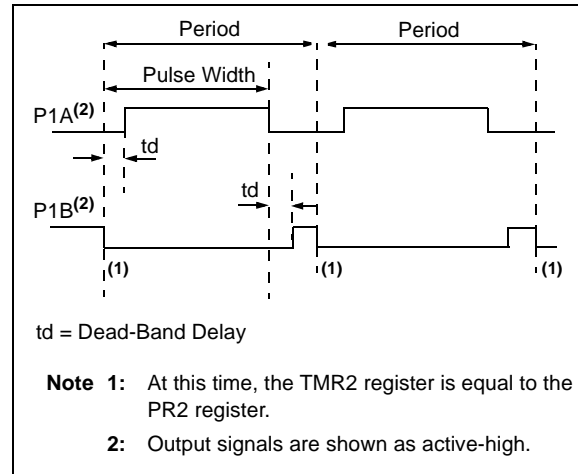 Period Period
Pulse Width
P1A(2)
td
td
P1B(2)
(1) (1) (1)
td = Dead-Band Delay
Note 1: At this time, the TMR2 register is equal to the
PR2 register.
2: Output signals are shown as active-high.